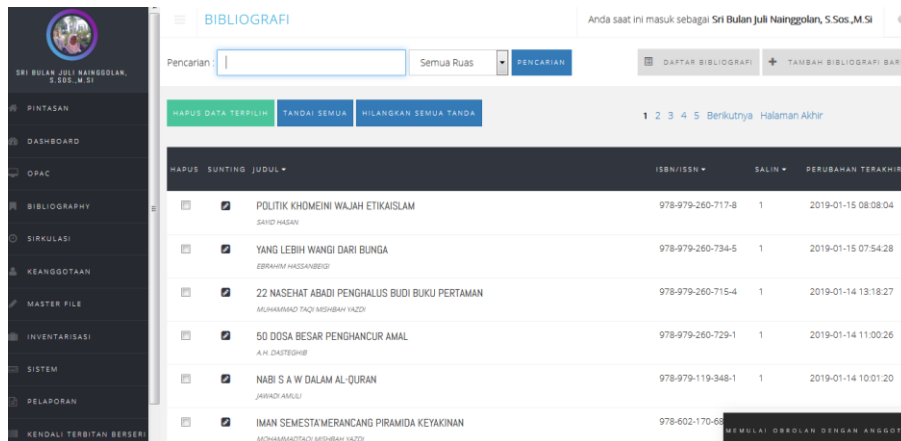 BIBLIOGRAFI
Anda saat ini masuk sebagai Sri Bulan Juli Nainggolan, S.Sos.,M.Si
SRI BULAN JULI NAINGGOLAN,
S.SOS.,M.SI
PINTASAN
DASHBOARD
OPAC
BIBLIOGRAPHY
SIRKULASI
KEANGGOTAAN
MASTER FILE
INVENTARISASI
SISTEM
PELAPORAN
KENDALI TERBITAN BERSERI
Pencarian :
Semua Ruas
PENCARIAN
DAFTAR BIBLIOGRAFI
TAMBAH BIBLIOGRAFI BAR
HAPUS DATA TERPILIH
TANDAI SEMUA
HILANGKAN SEMUA TANDA
1 2 3 4 5 Berikutnya Halaman Akhir
HAPUS SUNTING JUDUL ISBN/ISSN SALIN PERUBAHAN TERAKHIR
POLITIK KHOMEINI WAJAH ETIKAISLAM 978-979-260-717-8 1 2019-01-15 08:08:04
SAYID HASAN
YANG LEBIH WANGI DARI BUNGA 978-979-260-734-5 1 2019-01-15 07:54:28
EBRAHIM HASSANBEIGI
22 NASEHAT ABADI PENGHALUS BUDI BUKU PERTAMAN 978-979-260-715-4 1 2019-01-14 13:18:27
MUHAMMAD TAQI MISHBAH YAZDI
50 DOSA BESAR PENGHANCUR AMAL 978-979-260-729-1 1 2019-01-14 11:00:26
A.H. DASTEGHIB
NABI S A W DALAM AL-QURAN 978-979-119-348-1 1 2019-01-14 10:01:20
JAWADI AMULI
IMAN SEMESTA'MERANCANG PIRAMIDA KEYAKINAN 978-602-170-68
MOHAMMADTAQI MISHBAH YAZDI
MEMULAI OBROLAN DENGAN ANGGOT